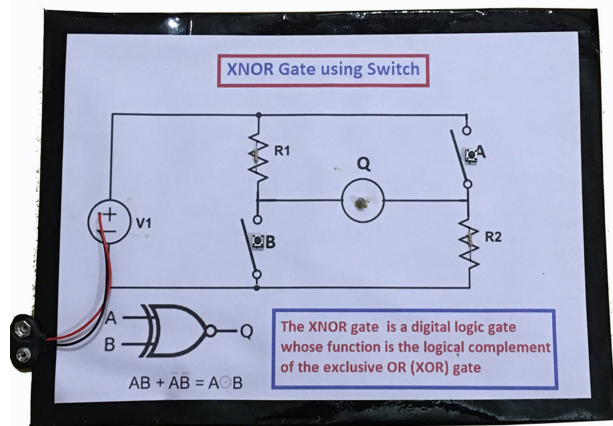 XNOR Gate using Switch
R1
A
Q
+
V1
B
R2
A
B
Q
AB + A̅B̅ = A⊙B
The XNOR gate is a digital logic gate
whose function is the logical complement
of the exclusive OR (XOR) gate